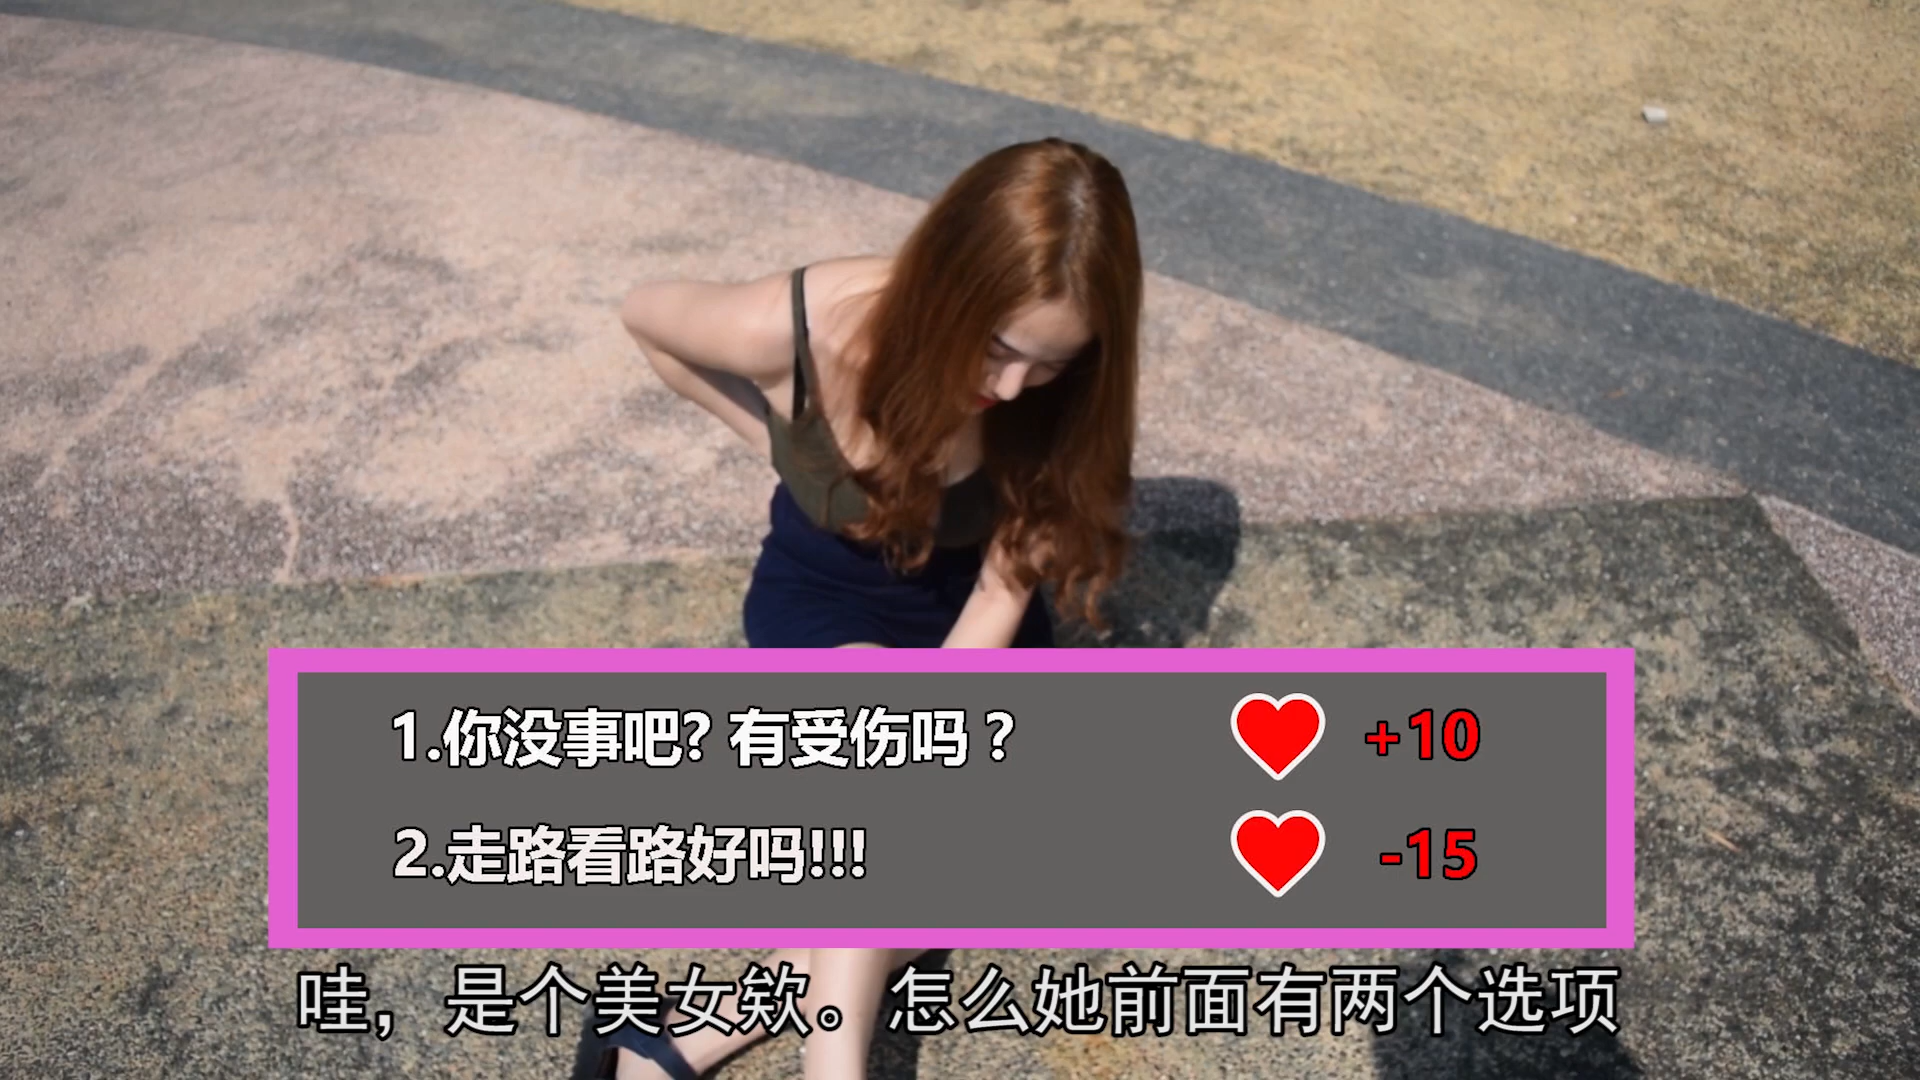 1.你没事吧? 有受伤吗？ +10
2.走路看路好吗!!! -15
哇，是个美女欸。怎么她前面有两个选项